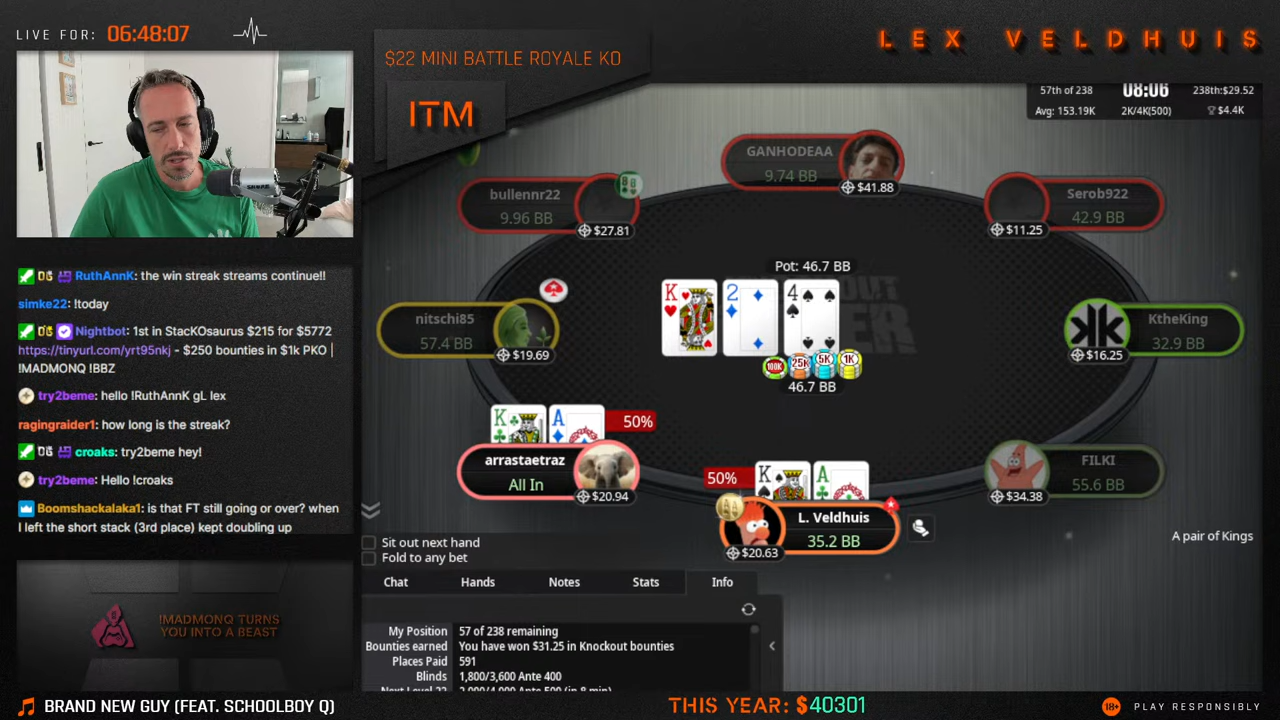 LIVE FOR: 06:48:07
$22 MINI BATTLE ROYALE KO
ITM
LEX VELDHUIS
57th of 238
08:06
238th:$29.52
Avg: 153.19K
2K/4K(500)
$4.4K
GANHODEAA
9.74 BB
$41.88
bullennr22
9.96 BB
$27.81
Serob922
42.9 BB
$11.25
nitschi85
57.4 BB
$19.69
KtheKing
32.9 BB
$16.25
Pot: 46.7 BB
K
2
4
100K
25K
5K
1K
46.7 BB
K
A
50%
arrastaetraz
All In
$20.94
50%
K
A
L. Veldhuis
35.2 BB
$20.63
FILKI
55.6 BB
$34.38
A pair of Kings
RuthAnnK: the win streak streams continue!!
simke22: !today
Nightbot: 1st in StacKOsaurus $215 for $5772
https://tinyurl.com/yrt95nkj - $250 bounties in $1k PKO |
!MADMONQ !BBZ
try2beme: hello !RuthAnnK gL lex
ragingraider1: how long is the streak?
croaks: try2beme hey!
try2beme: Hello !croaks
Boomshackalaka1: is that FT still going or over? when
I left the short stack (3rd place) kept doubling up
!MADMONQ TURNS
YOU INTO A BEAST
Sit out next hand
Fold to any bet
Chat
Hands
Notes
Stats
Info
My Position 57 of 238 remaining
Bounties earned You have won $31.25 in Knockout bounties
Places Paid 591
Blinds 1,800/3,600 Ante 400
BRAND NEW GUY (FEAT. SCHOOLBOY Q)
THIS YEAR: $40301
18+ PLAY RESPONSIBLY